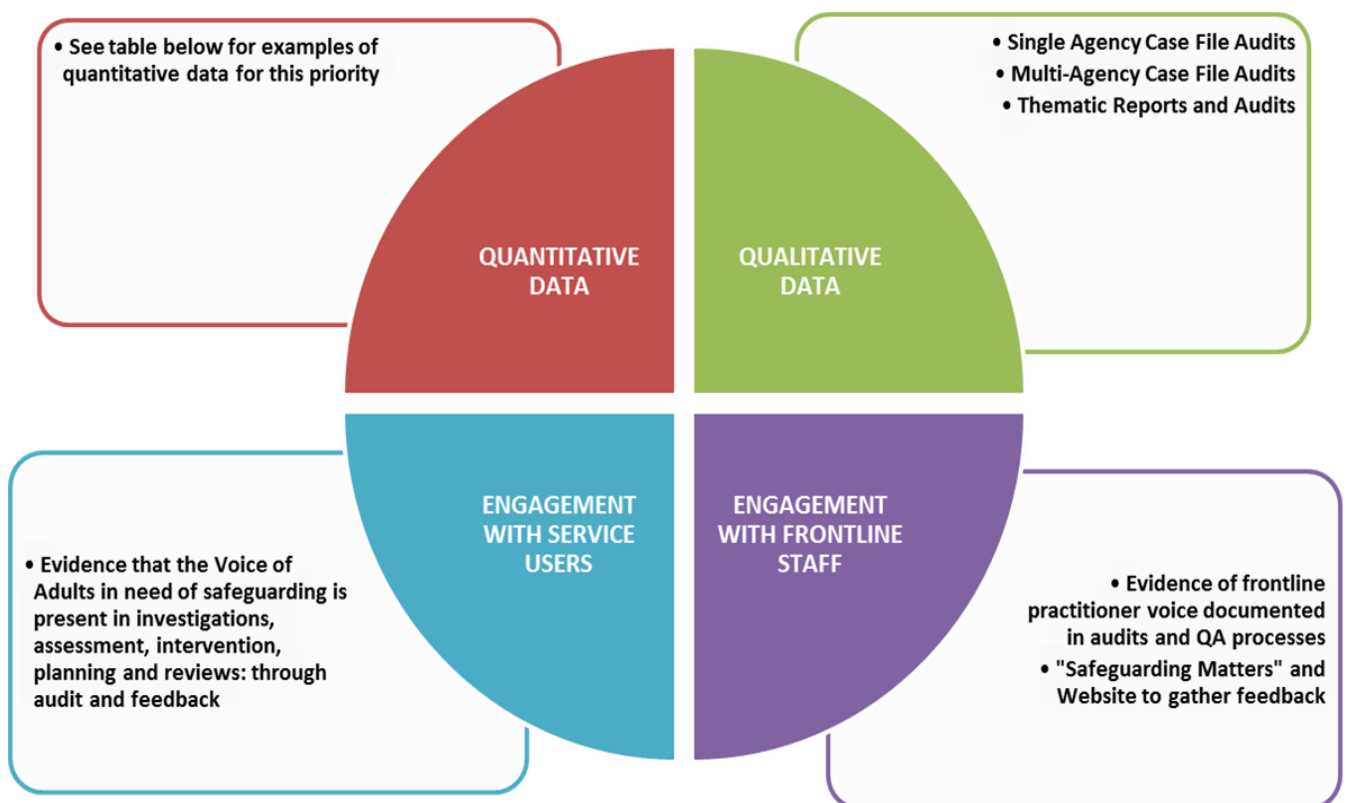 • See table below for examples of
quantitative data for this priority
• Single Agency Case File Audits
• Multi-Agency Case File Audits
• Thematic Reports and Audits
QUANTITATIVE
DATA
QUALITATIVE
DATA
ENGAGEMENT
WITH SERVICE
USERS
ENGAGEMENT
WITH FRONTLINE
STAFF
• Evidence that the Voice of
Adults in need of safeguarding is
present in investigations,
assessment, intervention,
planning and reviews: through
audit and feedback
• Evidence of frontline
practitioner voice documented
in audits and QA processes
• "Safeguarding Matters" and
Website to gather feedback